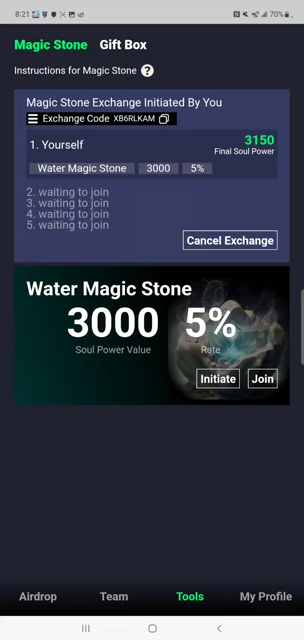 8:21 70%
Magic Stone Gift Box
Instructions for Magic Stone ?
Magic Stone Exchange Initiated By You
Exchange Code XB6RLKAM
1. Yourself 3150
Final Soul Power
Water Magic Stone 3000 5%
2. waiting to join
3. waiting to join
4. waiting to join
5. waiting to join
Cancel Exchange
Water Magic Stone
3000 5%
Soul Power Value Rate
Initiate Join
Airdrop Team Tools My Profile